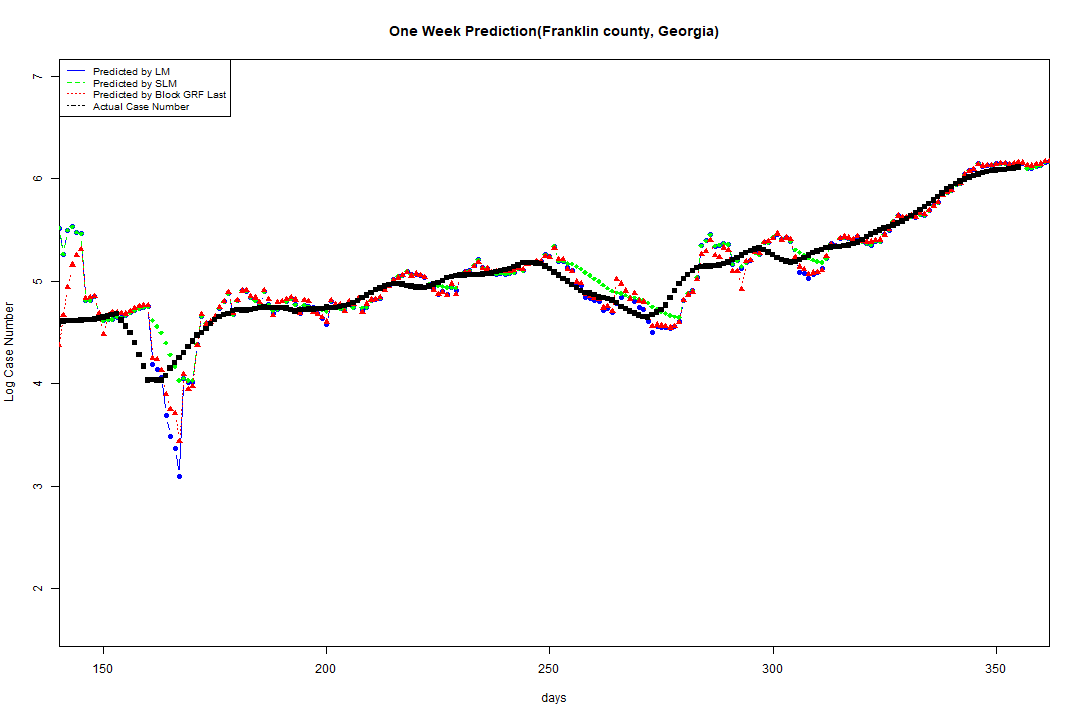 One Week Prediction(Franklin county, Georgia)
Predicted by LM
Predicted by SLM
Predicted by Block GRF Last
Actual Case Number
7
6
5
4
3
2
Log Case Number
150 200 250 300 350
days